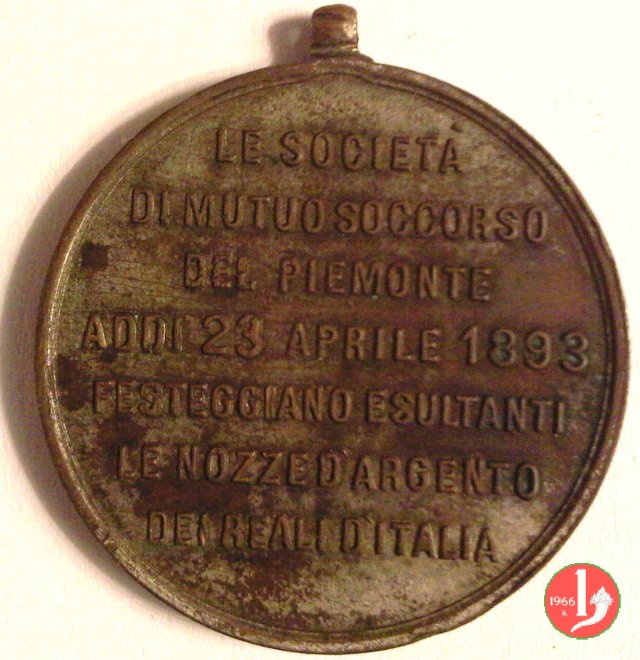 LE SOCIETÀ
DI MUTUO SOCCORSO
DEL PIEMONTE
ADDI' 23 APRILE 1893
FESTEGGIANO ESULTANTI
LE NOZZE D'ARGENTO
DEI REALI D'ITALIA
1966